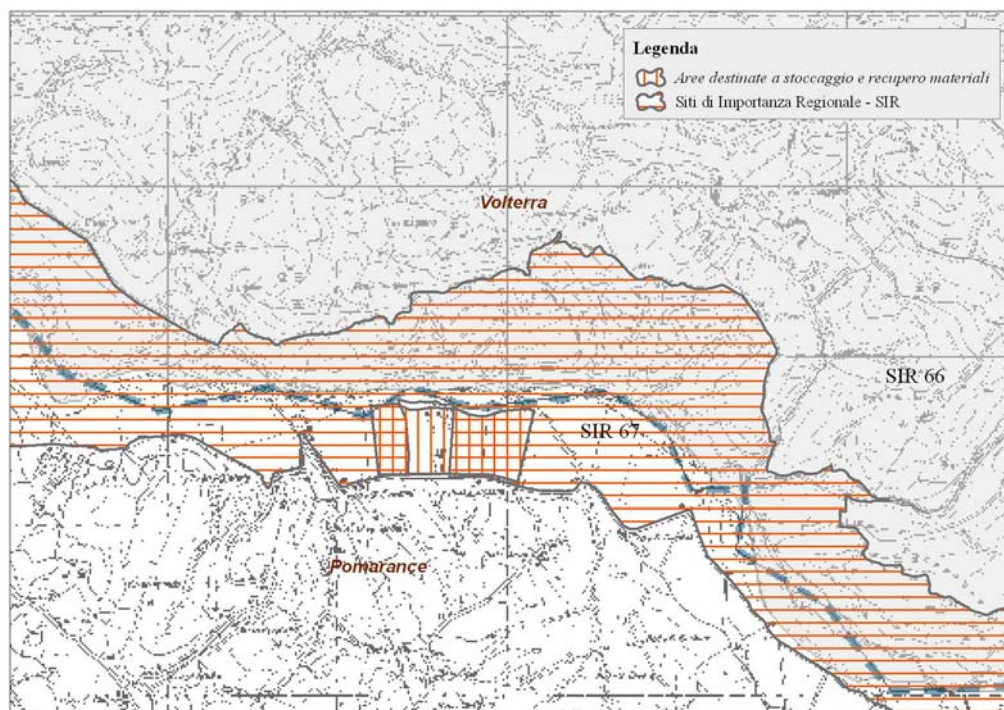 Legenda
Aree destinate a stoccaggio e recupero materiali
Siti di Importanza Regionale - SIR
Volterra
SIR 66
SIR 67
Pomarance